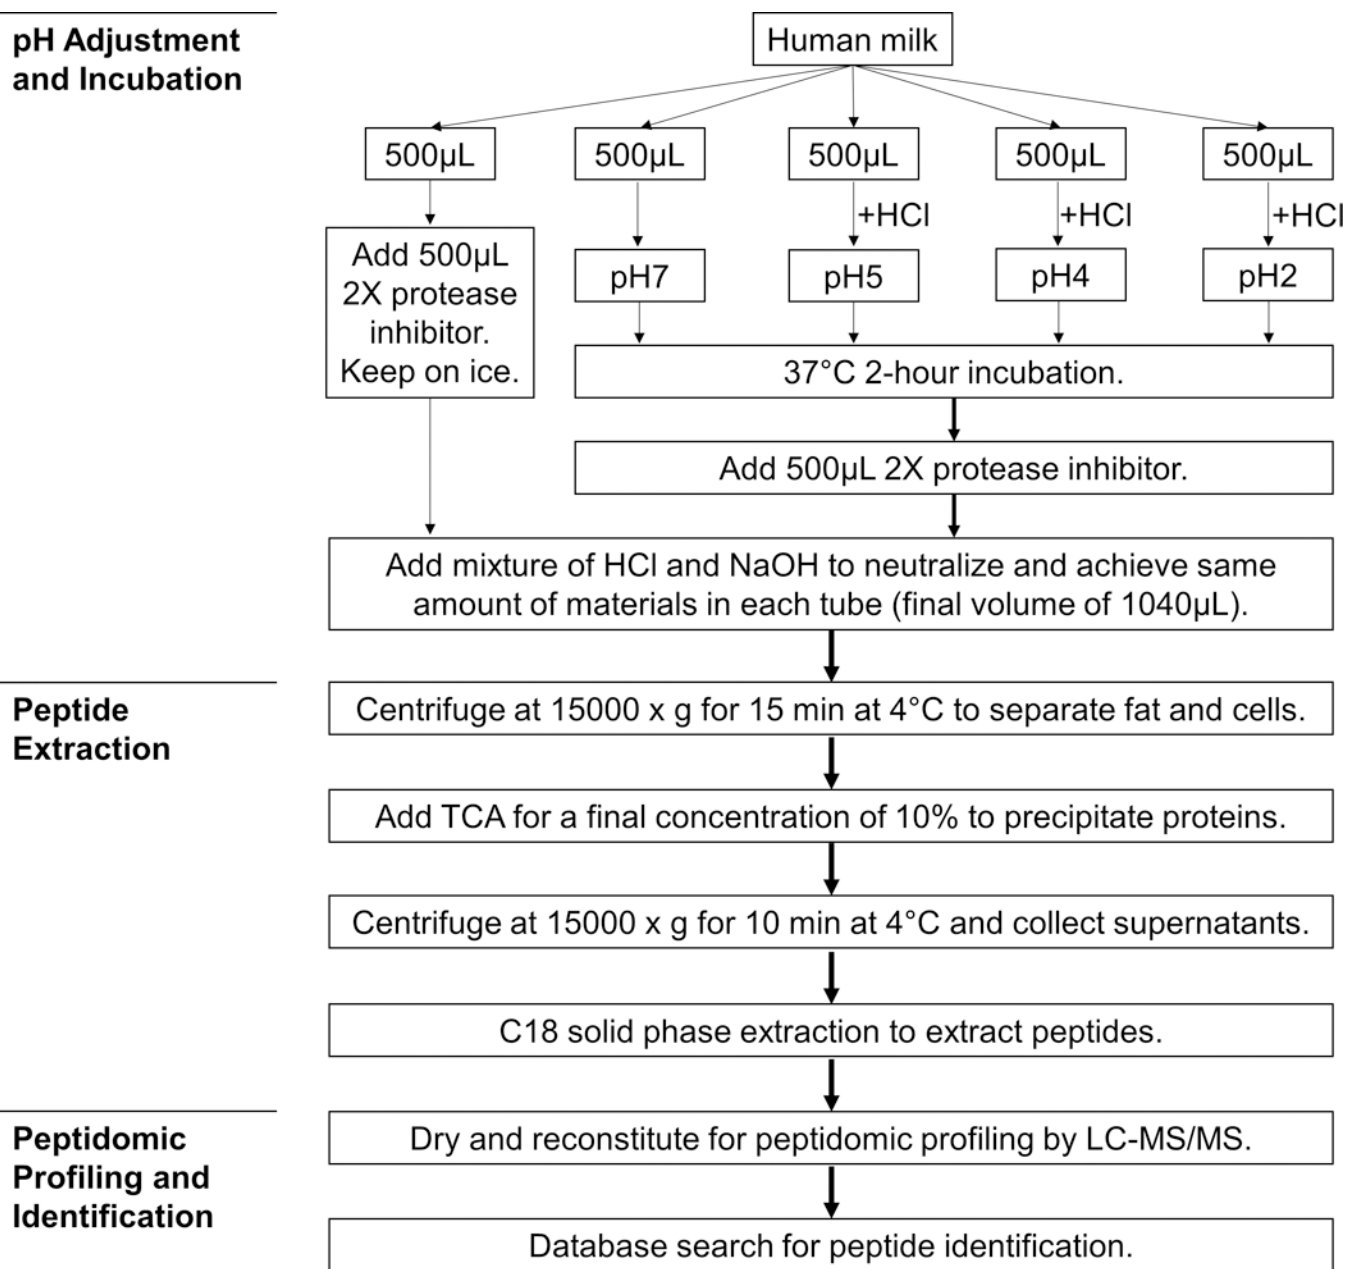 pH Adjustment
and Incubation
Human milk
500µL
500µL
500µL
500µL
500µL
+HCl
+HCl
+HCl
Add 500µL
2X protease
inhibitor.
Keep on ice.
pH7
pH5
pH4
pH2
37°C 2-hour incubation.
Add 500µL 2X protease inhibitor.
Add mixture of HCl and NaOH to neutralize and achieve same
amount of materials in each tube (final volume of 1040µL).
Peptide
Extraction
Centrifuge at 15000 x g for 15 min at 4°C to separate fat and cells.
Add TCA for a final concentration of 10% to precipitate proteins.
Centrifuge at 15000 x g for 10 min at 4°C and collect supernatants.
C18 solid phase extraction to extract peptides.
Peptidomic
Profiling and
Identification
Dry and reconstitute for peptidomic profiling by LC-MS/MS.
Database search for peptide identification.